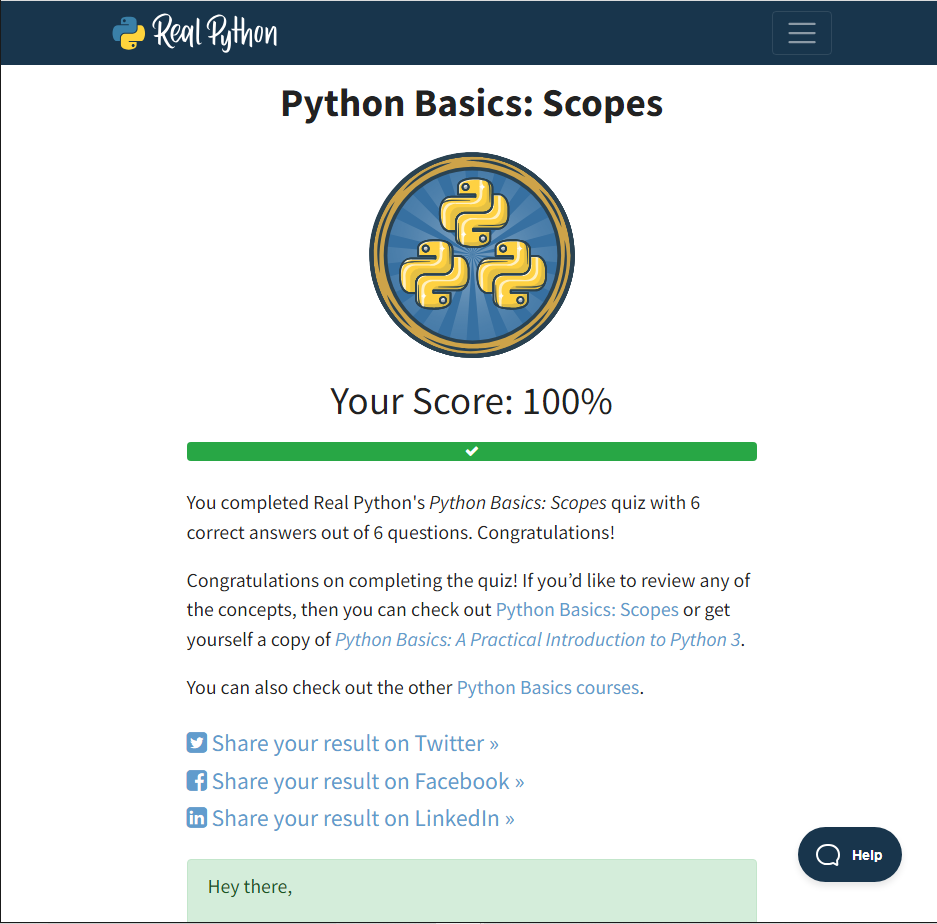 Real Python
Python Basics: Scopes
Your Score: 100%
You completed Real Python's Python Basics: Scopes quiz with 6
correct answers out of 6 questions. Congratulations!
Congratulations on completing the quiz! If you’d like to review any of
the concepts, then you can check out Python Basics: Scopes or get
yourself a copy of Python Basics: A Practical Introduction to Python 3.
You can also check out the other Python Basics courses.
Share your result on Twitter »
Share your result on Facebook »
Share your result on LinkedIn »
Help
Hey there,